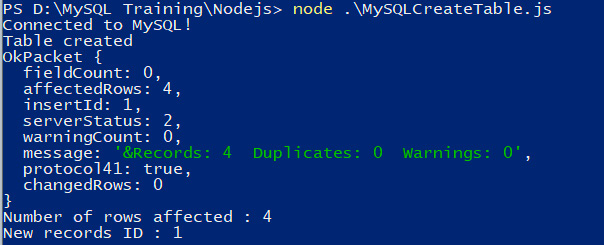 PS D:\MySQL Training\Nodejs> node .\MySQLCreateTable.js
Connected to MySQL!
Table created
OkPacket {
  fieldCount: 0,
  affectedRows: 4,
  insertId: 1,
  serverStatus: 2,
  warningCount: 0,
  message: '&Records: 4  Duplicates: 0  Warnings: 0',
  protocol41: true,
  changedRows: 0
}
Number of rows affected : 4
New records ID : 1